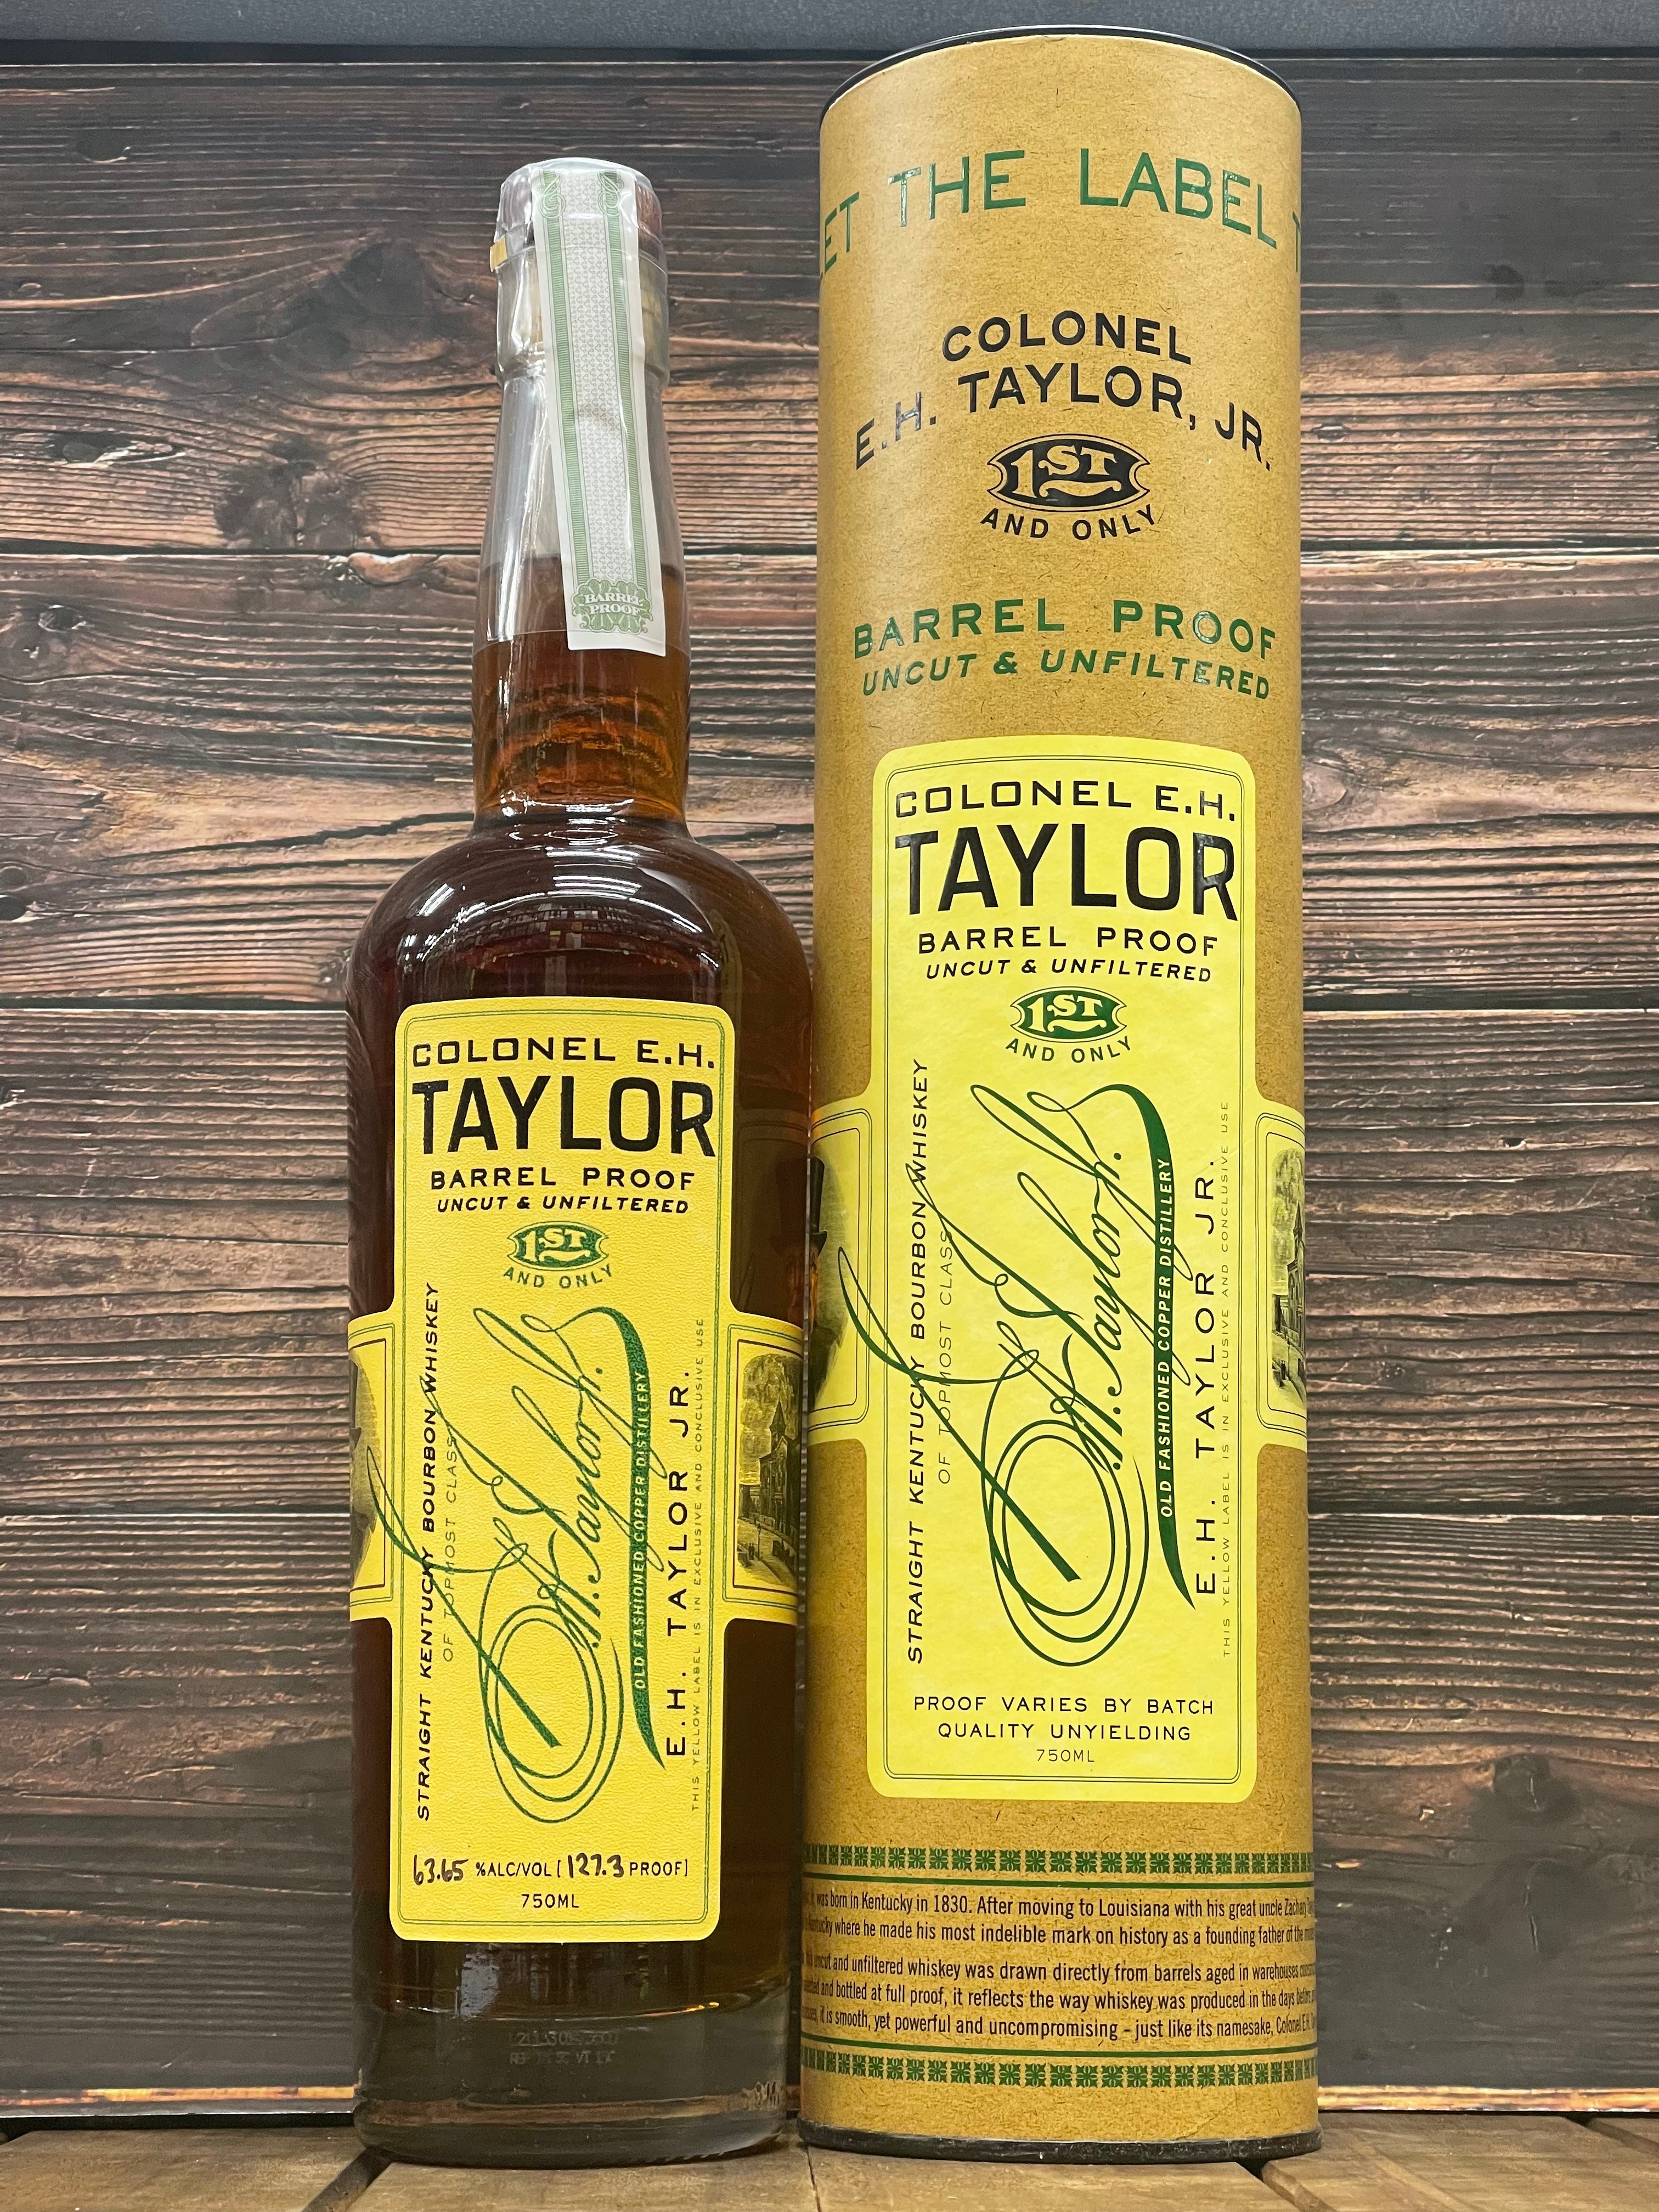 BARREL
PROOF
COLONEL E.H.
TAYLOR
BARREL PROOF
UNCUT & UNFILTERED
1ST
AND ONLY
STRAIGHT KENTUCKY BOURBON WHISKEY
OF TOPMOST CLASS
E. H. Taylor Jr.
OLD FASHIONED COPPER DISTILLERY
E.H. TAYLOR JR.
THIS YELLOW LABEL IS IN EXCLUSIVE AND CONCLUSIVE USE
63.65 %ALC/VOL [127.3 PROOF]
750ML
THE LABEL
COLONEL
E.H. TAYLOR, JR.
1ST
AND ONLY
BARREL PROOF
UNCUT & UNFILTERED
COLONEL E.H.
TAYLOR
BARREL PROOF
UNCUT & UNFILTERED
1ST
AND ONLY
STRAIGHT KENTUCKY BOURBON WHISKEY
OF TOPMOST CLASS
E. H. Taylor Jr.
OLD FASHIONED COPPER DISTILLERY
E.H. TAYLOR JR.
THIS YELLOW LABEL IS IN EXCLUSIVE AND CONCLUSIVE USE
PROOF VARIES BY BATCH
QUALITY UNYIELDING
750ML
was born in Kentucky in 1830. After moving to Louisiana with his great uncle Zachary
Kentucky where he made his most indelible mark on history as a founding father of the
uncut and unfiltered whiskey was drawn directly from barrels aged in warehouses
and bottled at full proof, it reflects the way whiskey was produced in the days before
it is smooth, yet powerful and uncompromising – just like its namesake, Colonel E.H.